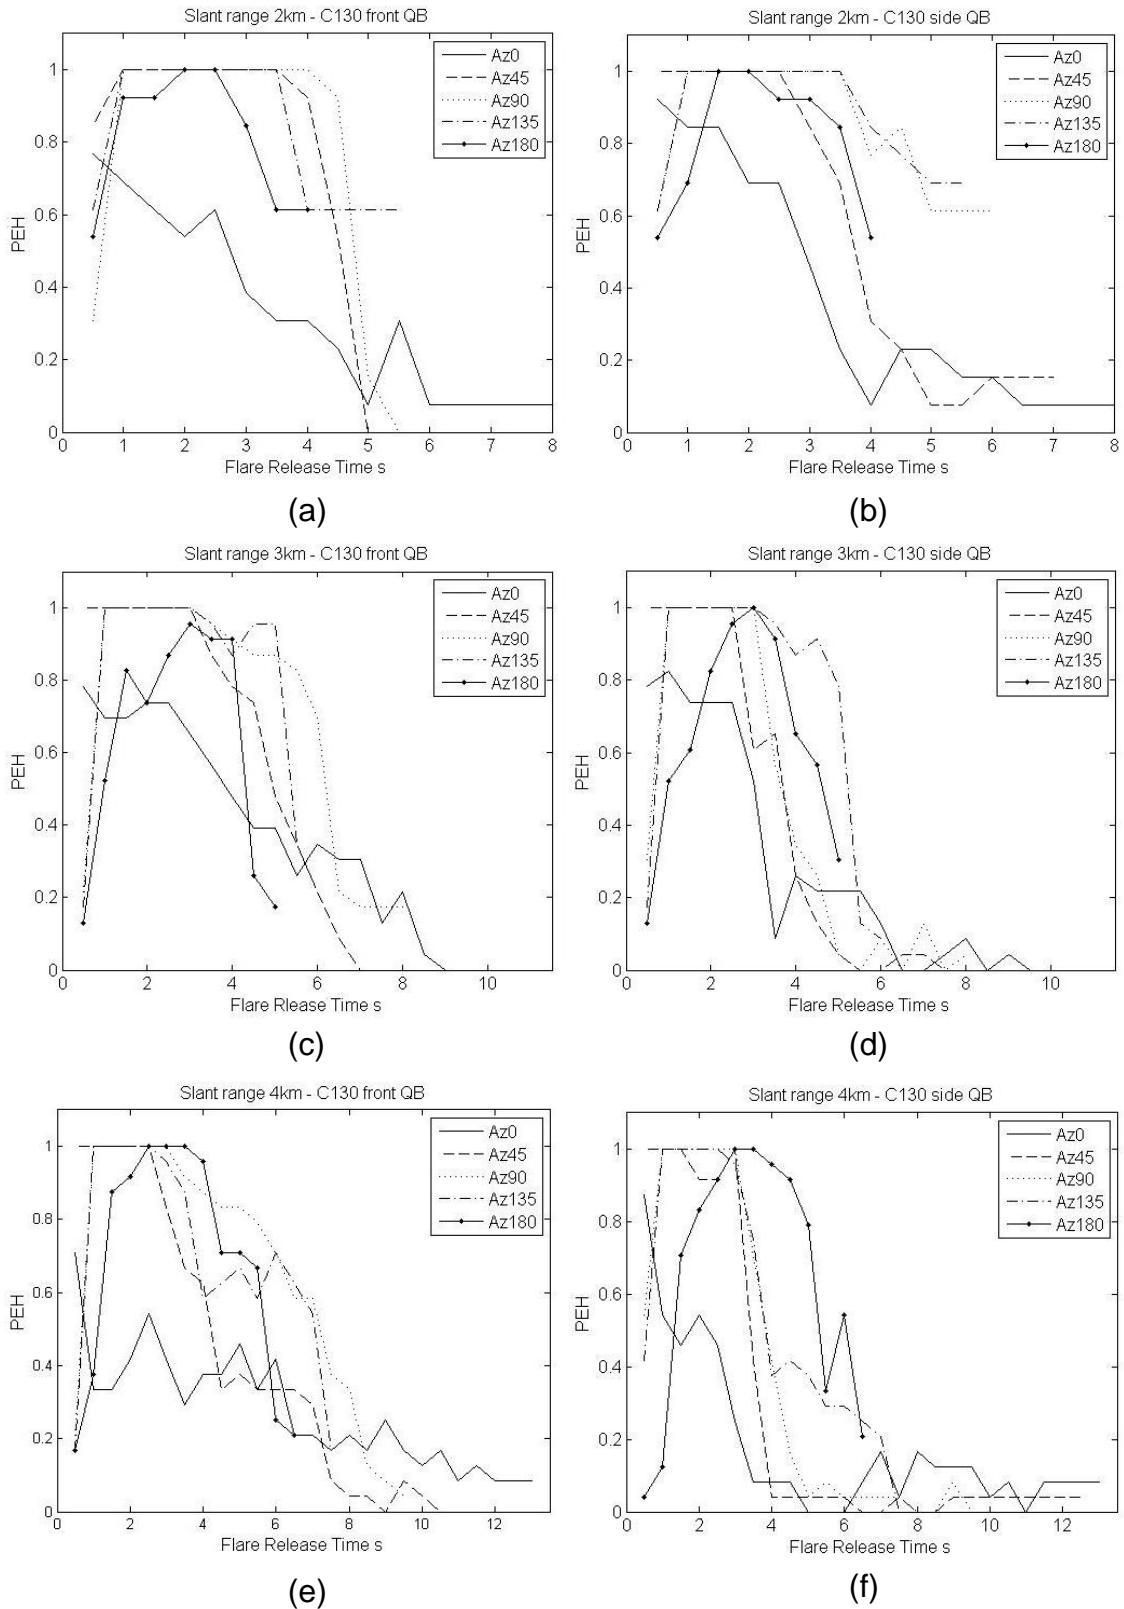 Slant range 2km - C130 front QB
1
0.8
0.6
0.4
0.2
0
PEH
0 1 2 3 4 5 6 7 8
Flare Release Time s
Az0
Az45
Az90
Az135
Az180
(a)
Slant range 2km - C130 side QB
1
0.8
0.6
0.4
0.2
0
PEH
0 1 2 3 4 5 6 7 8
Flare Release Time s
Az0
Az45
Az90
Az135
Az180
(b)
Slant range 3km - C130 front QB
1
0.8
0.6
0.4
0.2
0
PEH
0 2 4 6 8 10
Flare Rlease Time s
Az0
Az45
Az90
Az135
Az180
(c)
Slant range 3km - C130 side QB
1
0.8
0.6
0.4
0.2
0
PEH
0 2 4 6 8 10
Flare Release Time s
Az0
Az45
Az90
Az135
Az180
(d)
Slant range 4km - C130 front QB
1
0.8
0.6
0.4
0.2
0
PEH
0 2 4 6 8 10 12
Flare Release Time s
Az0
Az45
Az90
Az135
Az180
(e)
Slant range 4km - C130 side QB
1
0.8
0.6
0.4
0.2
0
PEH
0 2 4 6 8 10 12
Flare Release Time s
Az0
Az45
Az90
Az135
Az180
(f)